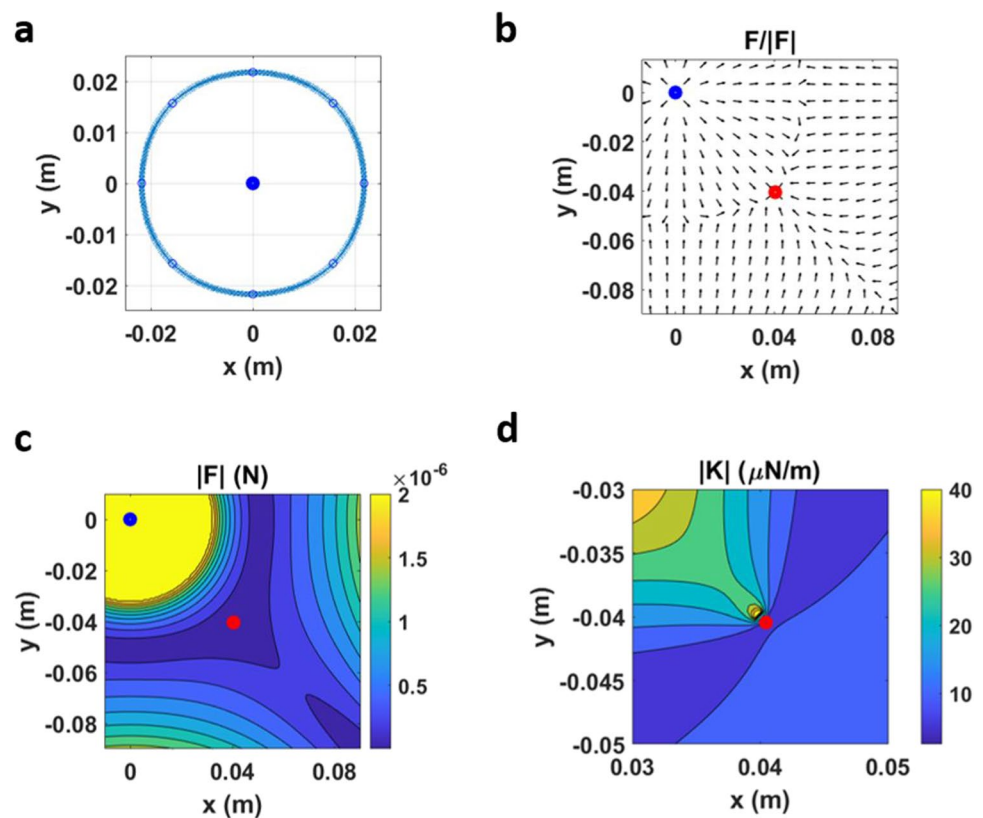 a
0.02
0.01
0
-0.01
-0.02
y (m)
-0.02 0 0.02
x (m)
b
F/|F|
0
-0.02
-0.04
-0.06
-0.08
y (m)
0 0.04 0.08
x (m)
c
|F| (N)
×10⁻⁶
0
-0.02
-0.04
-0.06
-0.08
y (m)
0 0.04 0.08
x (m)
2
1.5
1
0.5
d
|K| (μN/m)
-0.03
-0.035
-0.04
-0.045
-0.05
y (m)
0.03 0.04 0.05
x (m)
40
30
20
10